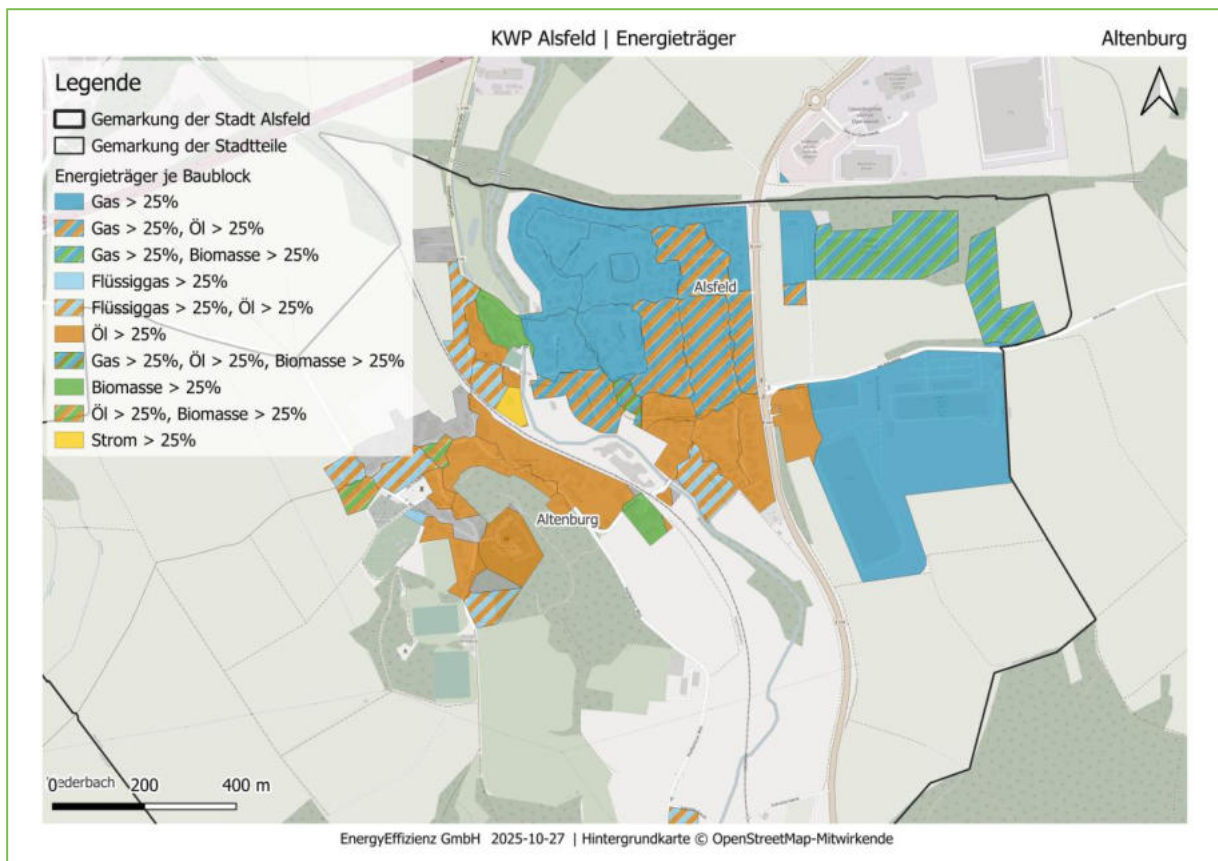 KWP Alsfeld | Energieträger
Altenburg
Legende
Gemarkung der Stadt Alsfeld
Gemarkung der Stadtteile
Energieträger je Baublock
Gas > 25%
Gas > 25%, Öl > 25%
Gas > 25%, Biomasse > 25%
Flüssiggas > 25%
Flüssiggas > 25%, Öl > 25%
Öl > 25%
Gas > 25%, Öl > 25%, Biomasse > 25%
Biomasse > 25%
Öl > 25%, Biomasse > 25%
Strom > 25%
Alsfeld
Altenburg
0 200 400 m
EnergyEffizienz GmbH 2025-10-27 | Hintergrundkarte © OpenStreetMap-Mitwirkende